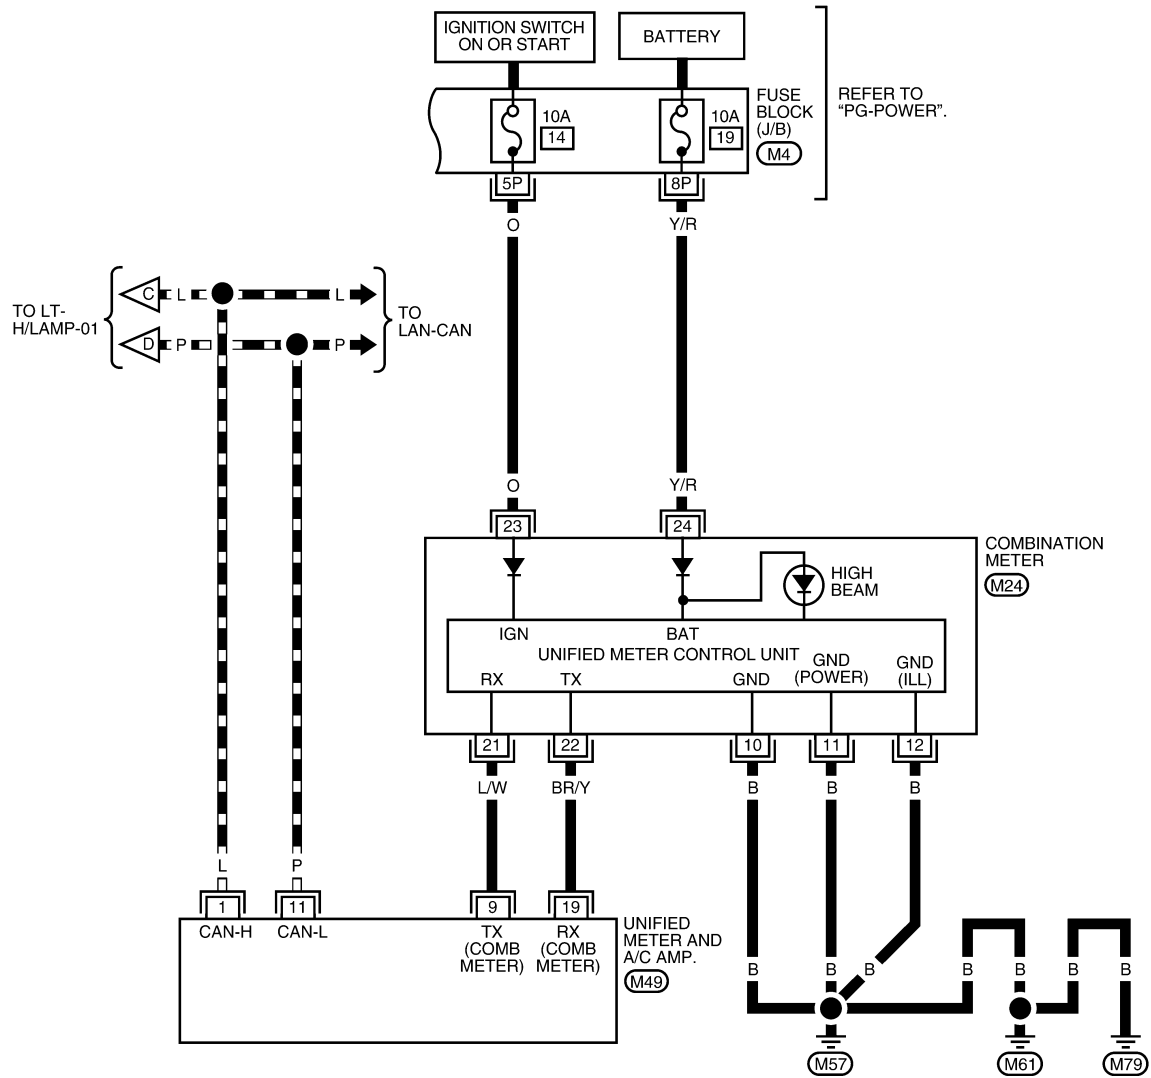 IGNITION SWITCH
ON OR START
BATTERY
REFER TO
“PG-POWER”.
FUSE
BLOCK
(J/B)
M4
10A
14
10A
19
5P
8P
O
Y/R
TO LT-
H/LAMP-01
C
L
L
D
P
P
TO
LAN-CAN
O
Y/R
23
24
COMBINATION
METER
M24
HIGH
BEAM
IGN
BAT
UNIFIED METER CONTROL UNIT
RX
TX
GND
GND
(POWER)
GND
(ILL)
21
22
10
11
12
L/W
BR/Y
B
B
B
L
P
1
11
9
19
CAN-H
CAN-L
TX
(COMB
METER)
RX
(COMB
METER)
UNIFIED
METER AND
A/C AMP.
M49
B
B
B
B
B
B
B
M57
M61
M79